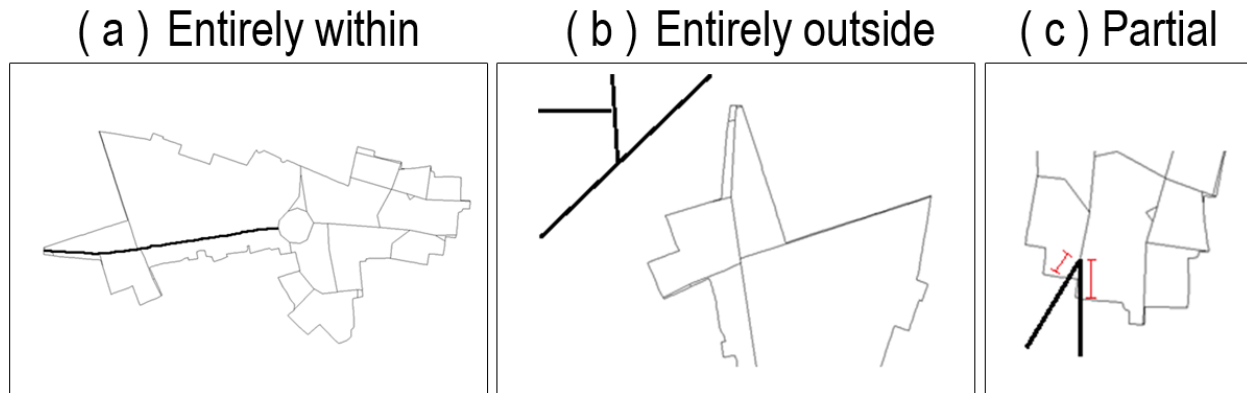 ( a ) Entirely within
( b ) Entirely outside
( c ) Partial